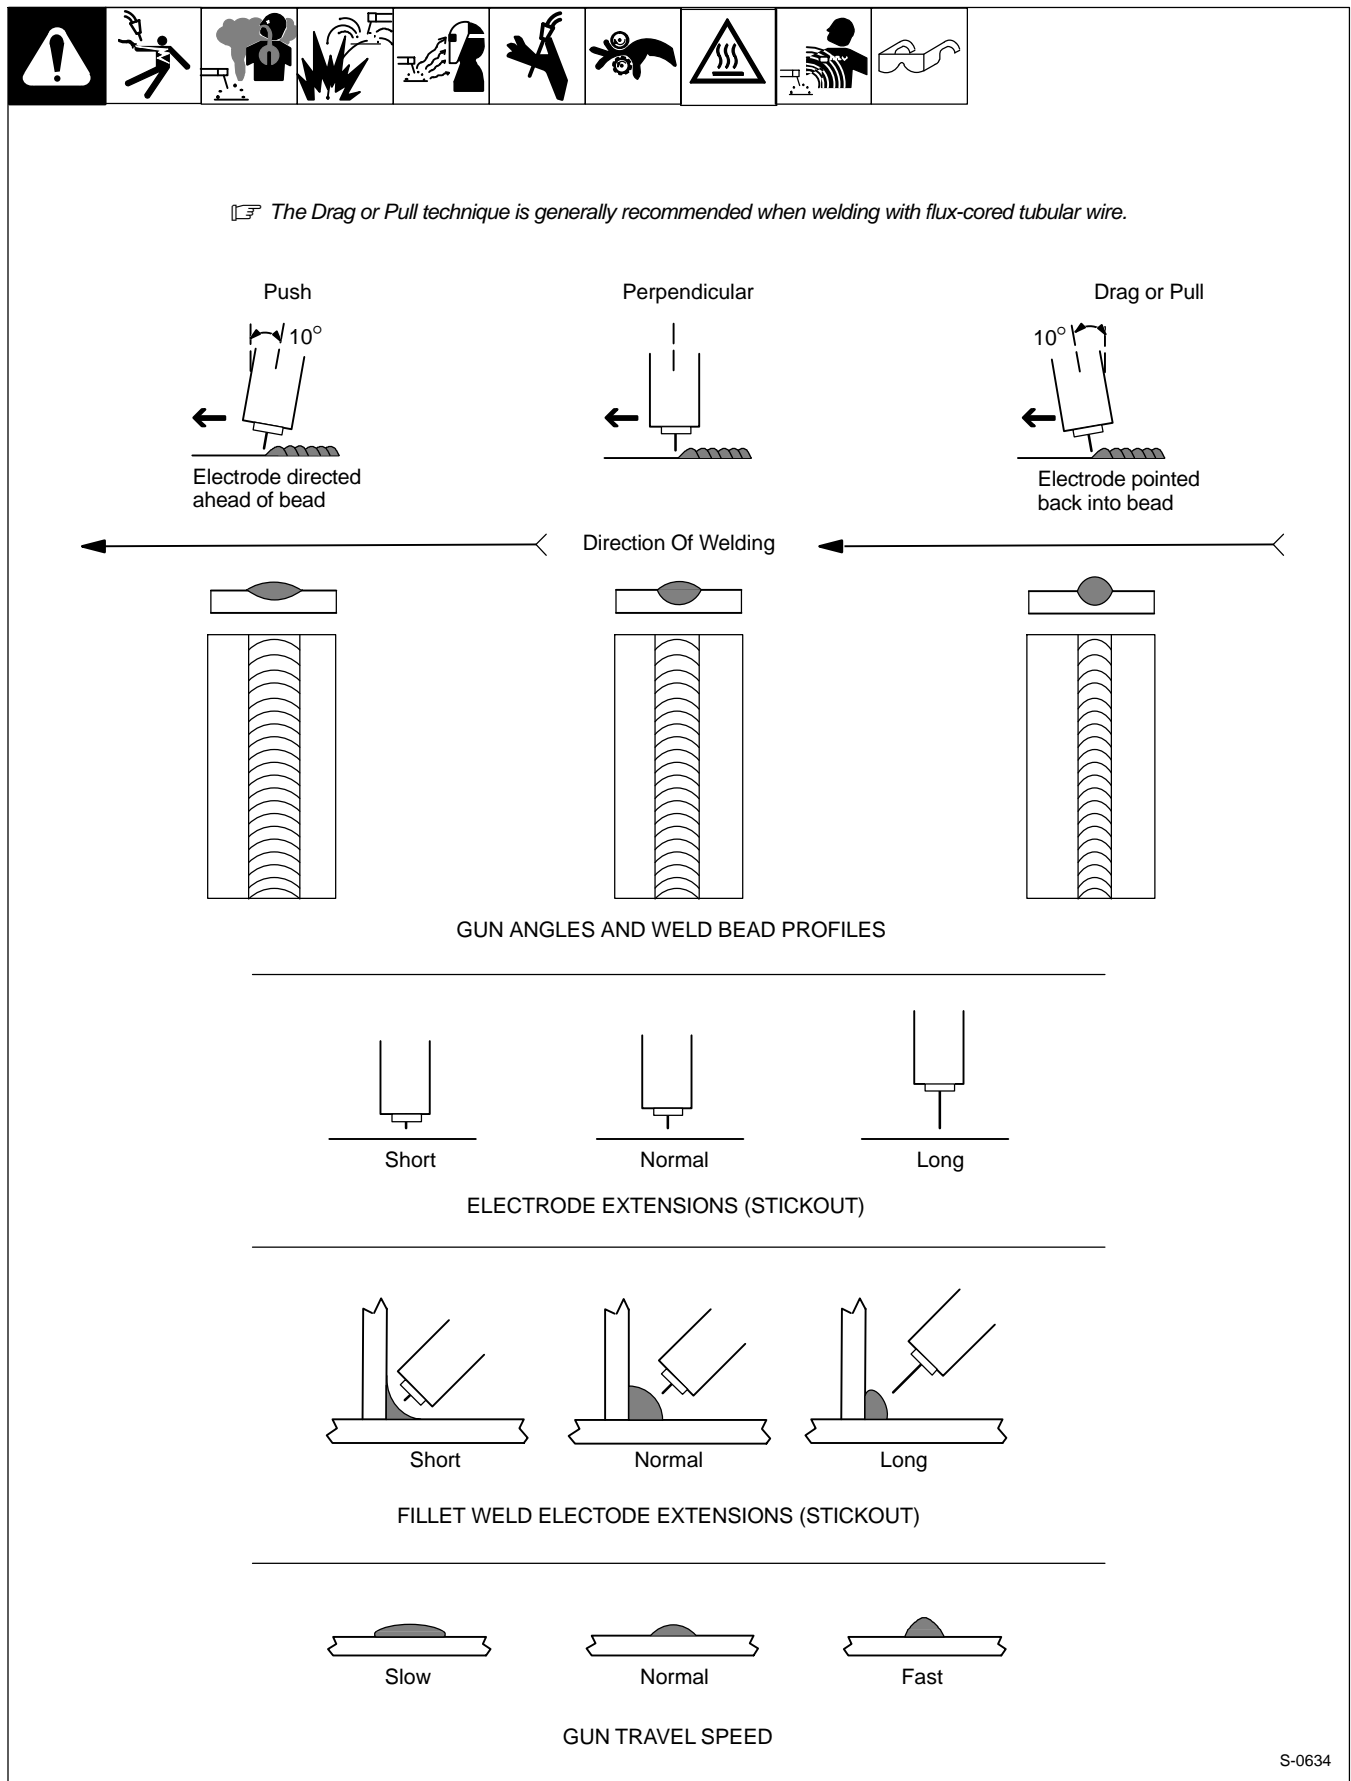 The Drag or Pull technique is generally recommended when welding with flux-cored tubular wire.
Push
Perpendicular
Drag or Pull
10°
10°
Electrode directed
ahead of bead
Electrode pointed
back into bead
Direction Of Welding
GUN ANGLES AND WELD BEAD PROFILES
Short
Normal
Long
ELECTRODE EXTENSIONS (STICKOUT)
Short
Normal
Long
FILLET WELD ELECTODE EXTENSIONS (STICKOUT)
Slow
Normal
Fast
GUN TRAVEL SPEED
S-0634